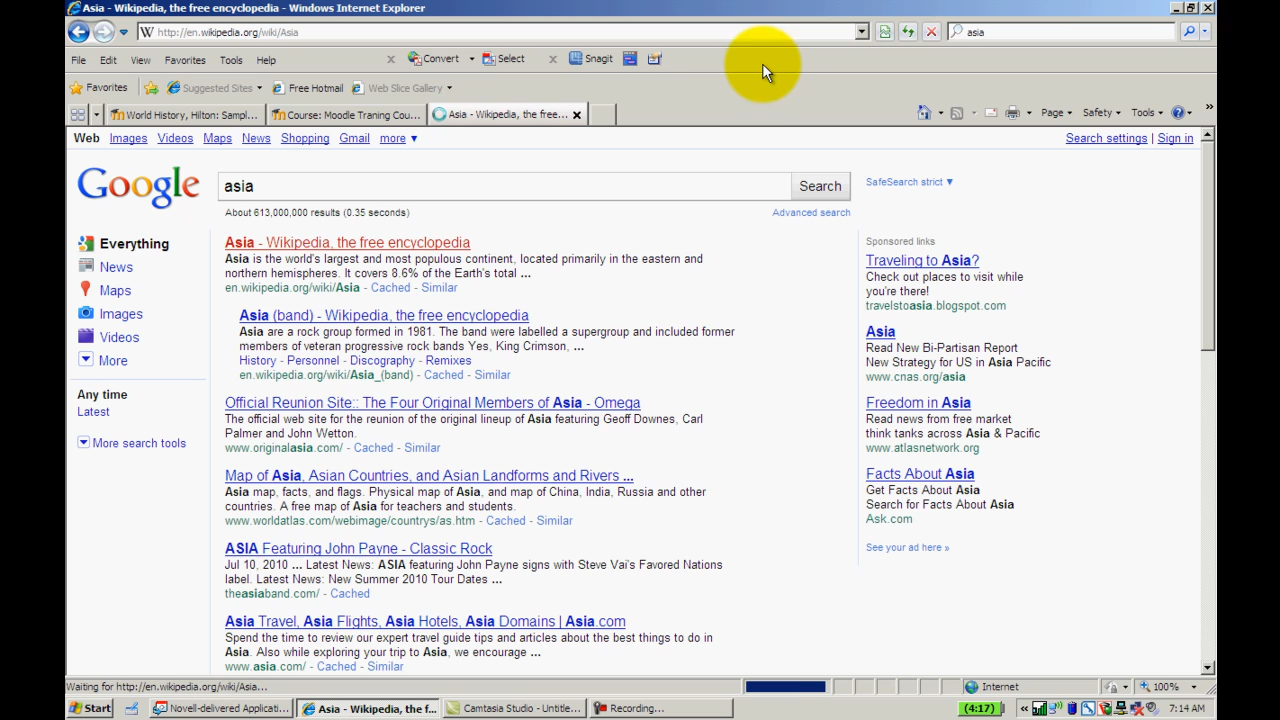 Asia - Wikipedia, the free encyclopedia - Windows Internet Explorer
http://en.wikipedia.org/wiki/Asia
asia
File Edit View Favorites Tools Help x Convert Select x Snagit
Favorites Suggested Sites Free Hotmail Web Slice Gallery
World History, Hilton: Sampl... Course: Moodle Traning Cou... Asia - Wikipedia, the free... x Page Safety Tools »
Web Images Videos Maps News Shopping Gmail more ▼ Search settings | Sign in
Google asia Search SafeSearch strict ▼
About 613,000,000 results (0.35 seconds) Advanced search
Everything
News
Maps
Images
Videos
More
Any time
Latest
More search tools
Asia - Wikipedia, the free encyclopedia
Asia is the world's largest and most populous continent, located primarily in the eastern and
northern hemispheres. It covers 8.6% of the Earth's total ...
en.wikipedia.org/wiki/Asia - Cached - Similar
Asia (band) - Wikipedia, the free encyclopedia
Asia are a rock group formed in 1981. The band were labelled a supergroup and included former
members of veteran progressive rock bands Yes, King Crimson, ...
History - Personnel - Discography - Remixes
en.wikipedia.org/wiki/Asia_(band) - Cached - Similar
Official Reunion Site:: The Four Original Members of Asia - Omega
The official web site for the reunion of the original lineup of Asia featuring Geoff Downes, Carl
Palmer and John Wetton.
www.originalasia.com/ - Cached - Similar
Map of Asia, Asian Countries, and Asian Landforms and Rivers ...
Asia map, facts, and flags. Physical map of Asia, and map of China, India, Russia and other
countries. A free map of Asia for teachers and students.
www.worldatlas.com/webimage/countrys/as.htm - Cached - Similar
ASIA Featuring John Payne - Classic Rock
Jul 10, 2010 ... Latest News: ASIA featuring John Payne signs with Steve Vai's Favored Nations
label. Latest News: New Summer 2010 Tour Dates ...
theasiaband.com/ - Cached
Asia Travel, Asia Flights, Asia Hotels, Asia Domains | Asia.com
Spend the time to review our expert travel guide tips and articles about the best things to do in
Asia. Also while exploring your trip to Asia, we encourage ...
www.asia.com/ - Cached - Similar
Sponsored links
Traveling to Asia?
Check out places to visit while
you're there!
travelstoasia.blogspot.com
Asia
Read New Bi-Partisan Report
New Strategy for US in Asia Pacific
www.cnas.org/asia
Freedom in Asia
Read news from free market
think tanks across Asia & Pacific
www.atlasnetwork.org
Facts About Asia
Get Facts About Asia
Search for Facts About Asia
Ask.com
See your ad here »
Waiting for http://en.wikipedia.org/wiki/Asia... Internet 100%
Start Novell-delivered Applicati... Asia - Wikipedia, the f... Camtasia Studio - Untitle... Recording... (4:17) « 7:14 AM